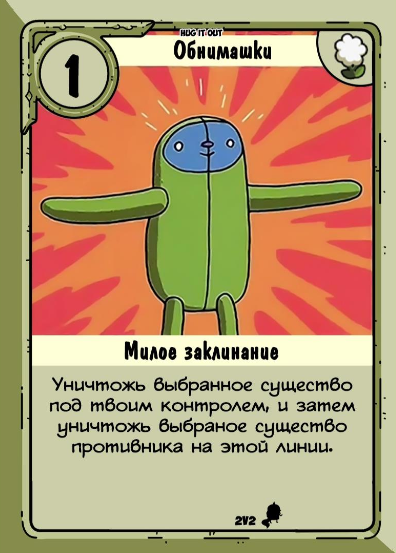 HUG IT OUT
1
Обнимашки
Милое заклинание
Уничтожь выбранное существо
под твоим контролем, и затем
уничтожь выбраное существо
противника на этой линии.
2V2